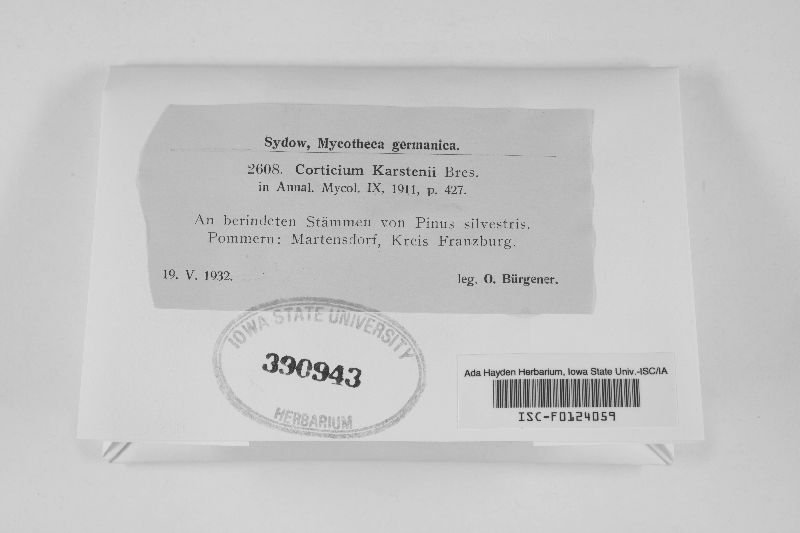 Sydow, Mycotheca germanica.
2608. Corticium Karstenii Bres.
in Annal. Mycol. IX, 1911, p. 427.
An berindeten Stämmen von Pinus silvestris.
Pommern: Martensdorf, Kreis Franzburg.
19. V. 1932. leg. O. Bürgener.
IOWA STATE UNIVERSITY
390943
HERBARIUM
Ada Hayden Herbarium, Iowa State Univ.-ISC/IA
ISC-F0124059